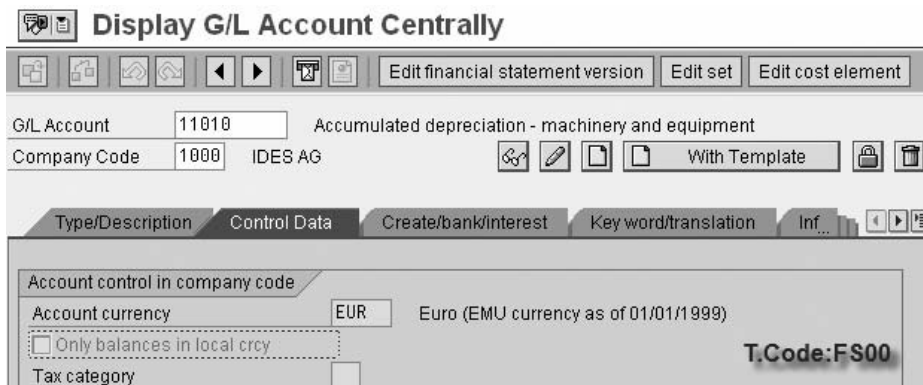 Display G/L Account Centrally
Edit financial statement version Edit set Edit cost element
G/L Account 11010 Accumulated depreciation - machinery and equipment
Company Code 1000 IDES AG With Template
Type/Description Control Data Create/bank/interest Key word/translation Inf...
Account control in company code
Account currency EUR Euro (EMU currency as of 01/01/1999)
Only balances in local crcy
T.Code:FS00
Tax category